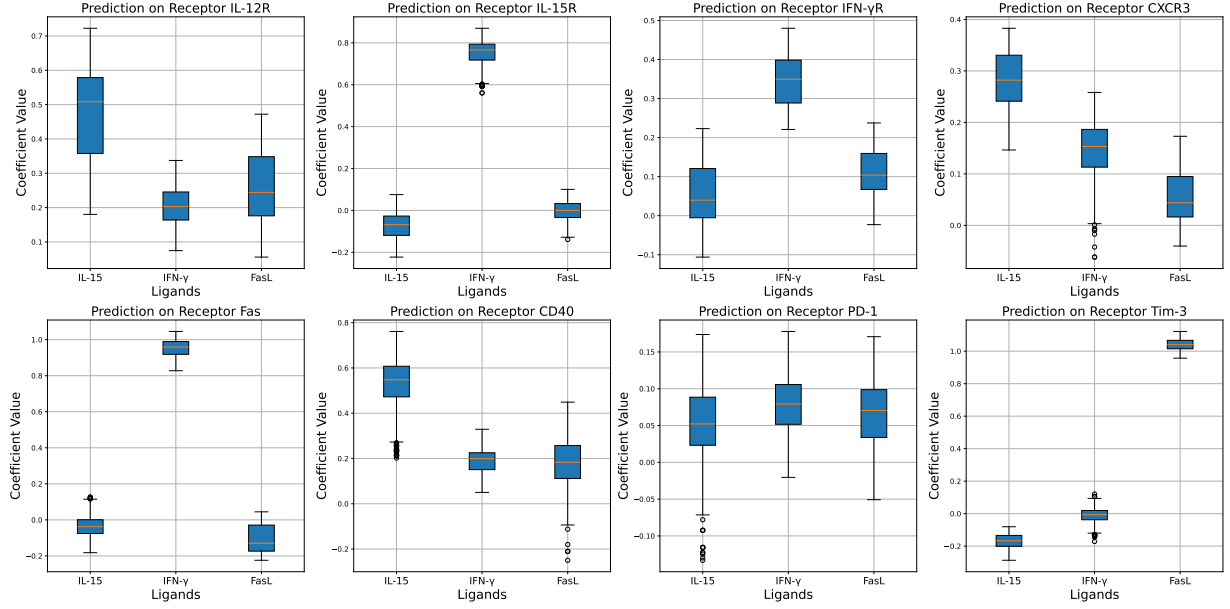 Prediction on Receptor IL-12R
Coefficient Value
0.7
0.6
0.5
0.4
0.3
0.2
0.1
IL-15 IFN-γ FasL
Ligands
Prediction on Receptor IL-15R
Coefficient Value
0.8
0.6
0.4
0.2
0.0
−0.2
IL-15 IFN-γ FasL
Ligands
Prediction on Receptor IFN-γR
Coefficient Value
0.5
0.4
0.3
0.2
0.1
0.0
−0.1
IL-15 IFN-γ FasL
Ligands
Prediction on Receptor CXCR3
Coefficient Value
0.4
0.3
0.2
0.1
0.0
IL-15 IFN-γ FasL
Ligands
Prediction on Receptor Fas
Coefficient Value
1.0
0.8
0.6
0.4
0.2
0.0
−0.2
IL-15 IFN-γ FasL
Ligands
Prediction on Receptor CD40
Coefficient Value
0.8
0.6
0.4
0.2
0.0
−0.2
IL-15 IFN-γ FasL
Ligands
Prediction on Receptor PD-1
Coefficient Value
0.15
0.10
0.05
0.00
−0.05
−0.10
IL-15 IFN-γ FasL
Ligands
Prediction on Receptor Tim-3
Coefficient Value
1.0
0.8
0.6
0.4
0.2
0.0
−0.2
IL-15 IFN-γ FasL
Ligands